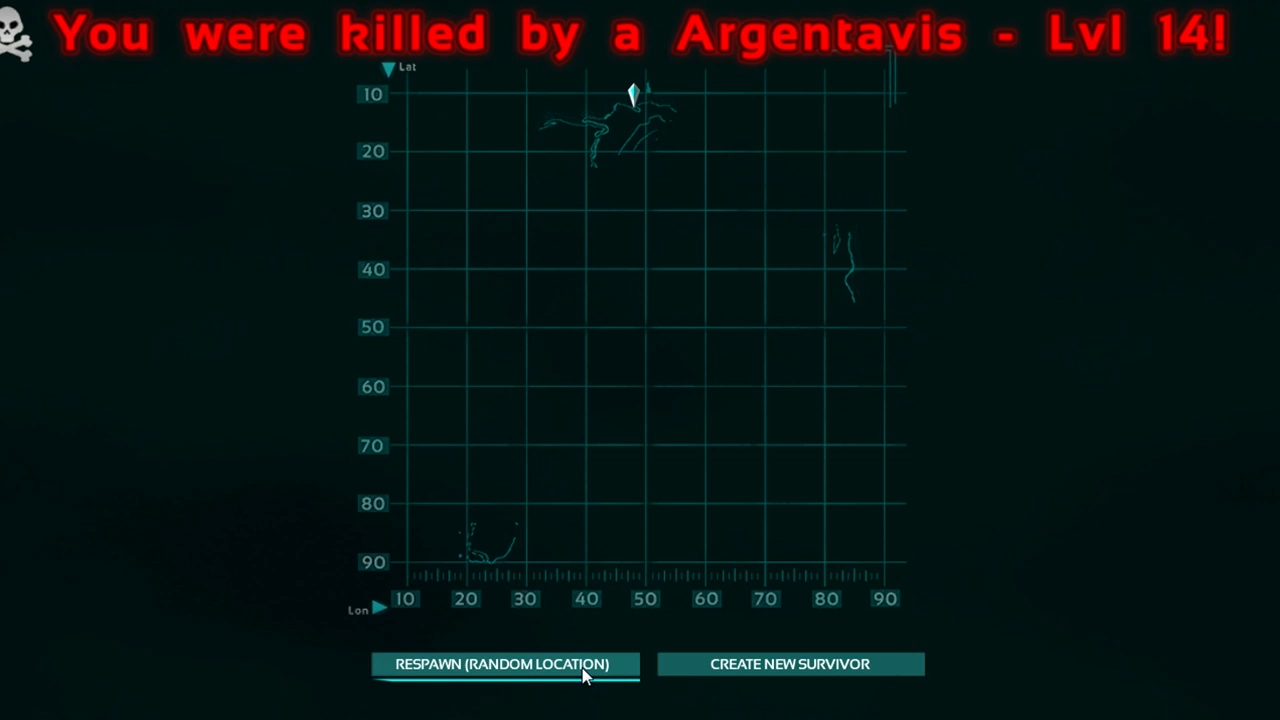 You were killed by a Argentavis - Lvl 14!
Lat
10
20
30
40
50
60
70
80
90
Lon 10 20 30 40 50 60 70 80 90
RESPAWN (RANDOM LOCATION) CREATE NEW SURVIVOR